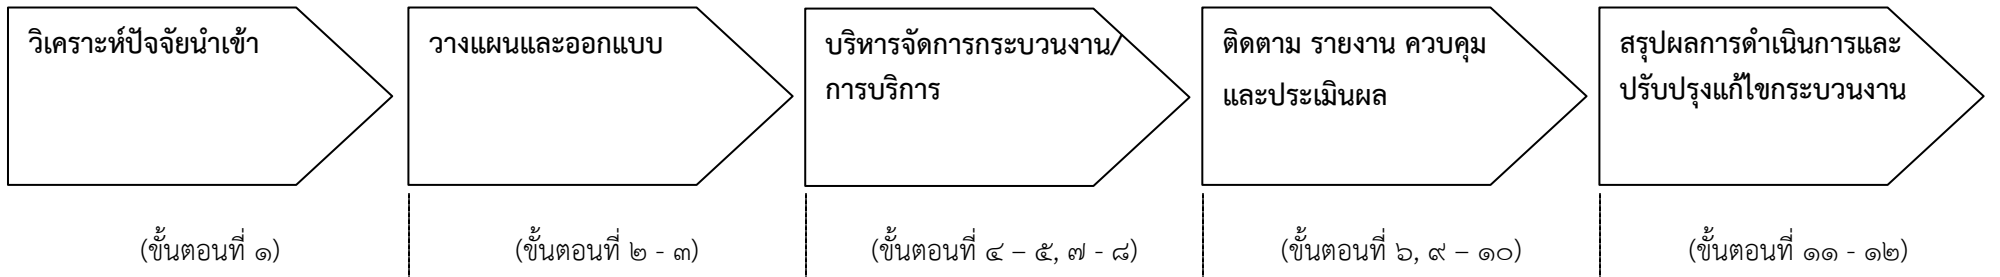 วิเคราะห์ปัจจัยนำเข้า
วางแผนและออกแบบ
บริหารจัดการกระบวนงาน/
การบริการ
ติดตาม รายงาน ควบคุม
และประเมินผล
สรุปผลการดำเนินการและ
ปรับปรุงแก้ไขกระบวนงาน
(ขั้นตอนที่ ๑)
(ขั้นตอนที่ ๒ - ๓)
(ขั้นตอนที่ ๔ – ๕, ๗ - ๘)
(ขั้นตอนที่ ๖, ๙ – ๑๐)
(ขั้นตอนที่ ๑๑ - ๑๒)